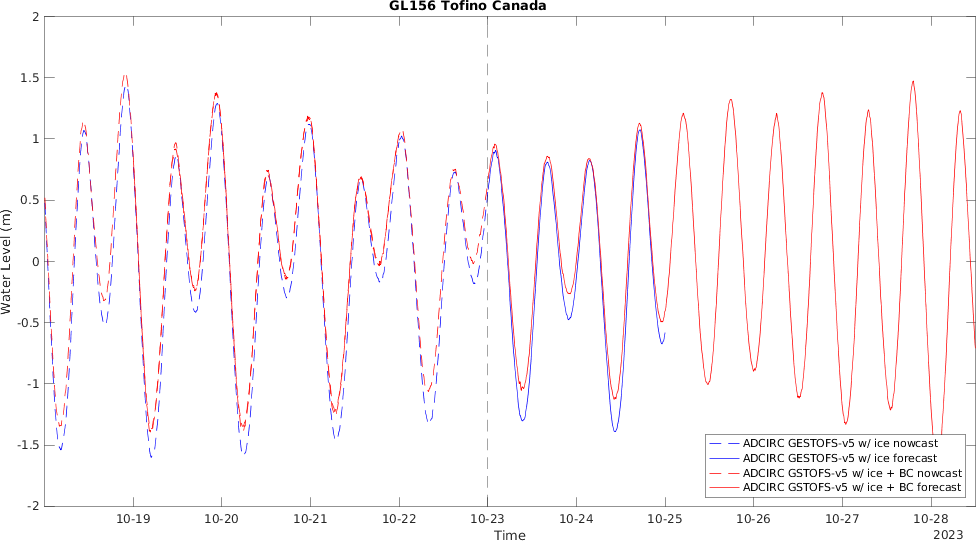 GL156 Tofino Canada
2
1.5
1
0.5
0
-0.5
-1
-1.5
-2
Water Level (m)
ADCIRC GESTOFS-v5 w/ ice nowcast
ADCIRC GESTOFS-v5 w/ ice forecast
ADCIRC GSTOFS-v5 w/ ice + BC nowcast
ADCIRC GSTOFS-v5 w/ ice + BC forecast
10-19 10-20 10-21 10-22 10-23 10-24 10-25 10-26 10-27 10-28
Time
2023